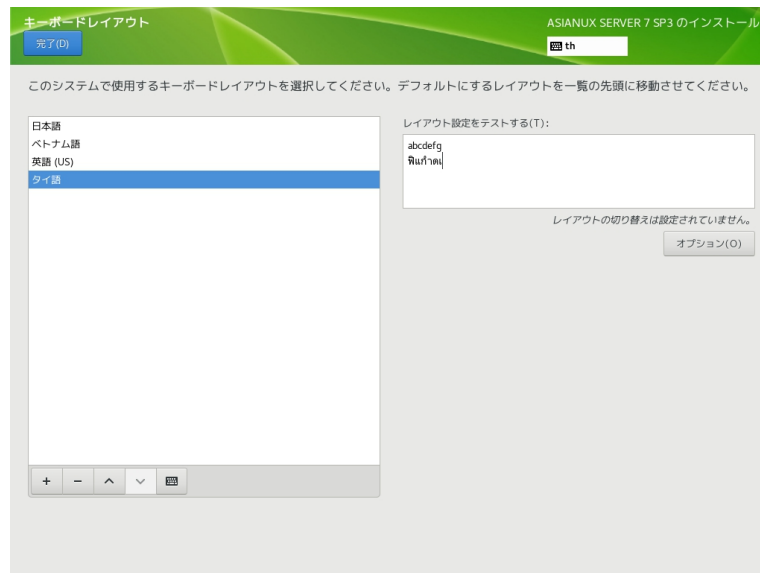 キーボードレイアウト
完了(D)
ASIANUX SERVER 7 SP3 のインストール
th
このシステムで使用するキーボードレイアウトを選択してください。デフォルトにするレイアウトを一覧の先頭に移動させてください。
日本語
ベトナム語
英語 (US)
タイ語
レイアウト設定をテストする(T):
abcdefg
ฟิแกำดเ
レイアウトの切り替えは設定されていません。
オプション(O)